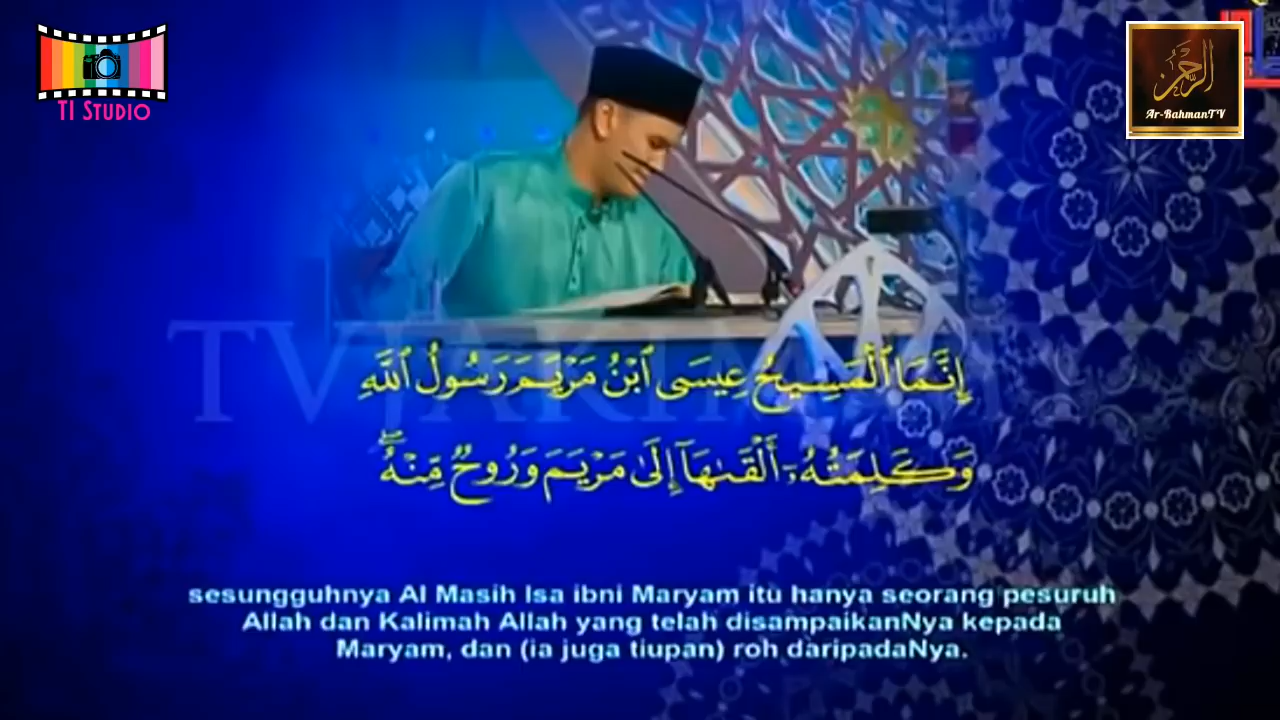 TI STUDIO
الرحمن
Ar-RahmanTV
إِنَّمَا ٱلْمَسِيحُ عِيسَى ٱبْنُ مَرْيَمَ رَسُولُ ٱللَّهِ
وَكَلِمَتُهُۥٓ أَلْقَىٰهَآ إِلَىٰ مَرْيَمَ وَرُوحٌ مِّنْهُ ۖ
sesungguhnya Al Masih Isa ibni Maryam itu hanya seorang pesuruh
Allah dan Kalimah Allah yang telah disampaikanNya kepada
Maryam, dan (ia juga tiupan) roh daripadaNya.